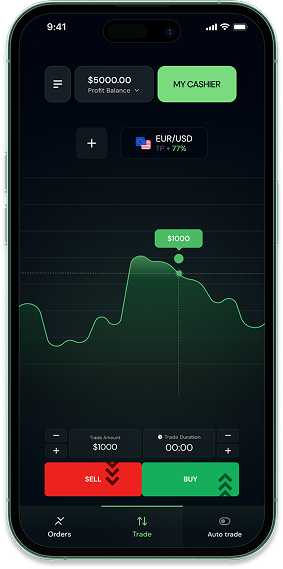 9:41
$5000.00
Profit Balance
MY CASHIER
+
EUR/USD
TP • 77%
$1000
− Trade Amount Trade Duration −
+ $1000 00:00 +
SELL BUY
Orders Trade Auto trade